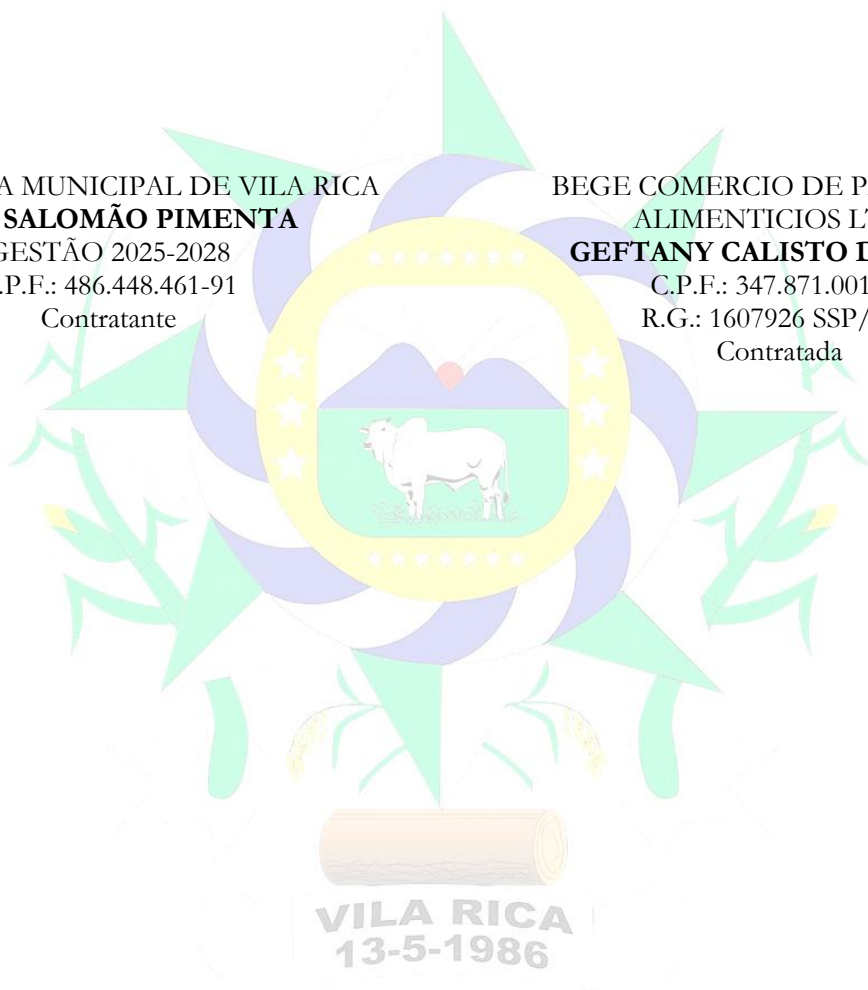 A MUNICIPAL DE VILA RICA
SALOMÃO PIMENTA
GESTÃO 2025-2028
.P.F.: 486.448.461-91
Contratante
BEGE COMERCIO DE P
ALIMENTICIOS L
GEFTANY CALISTO D
C.P.F.: 347.871.001
R.G.: 1607926 SSP/
Contratada
VILA RICA
13-5-1986